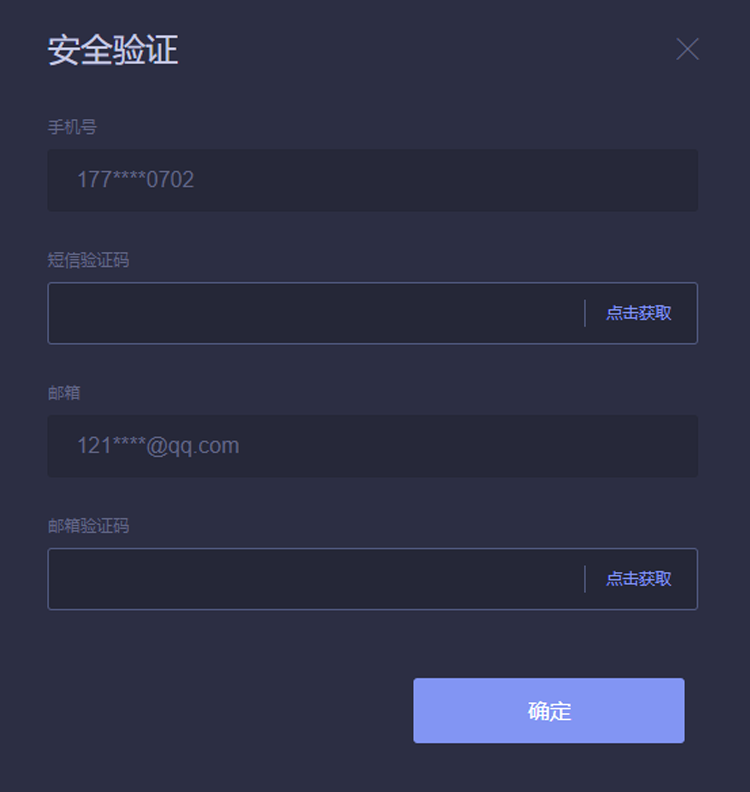 安全验证
手机号
177****0702
短信验证码
点击获取
邮箱
121****@qq.com
邮箱验证码
点击获取
确定